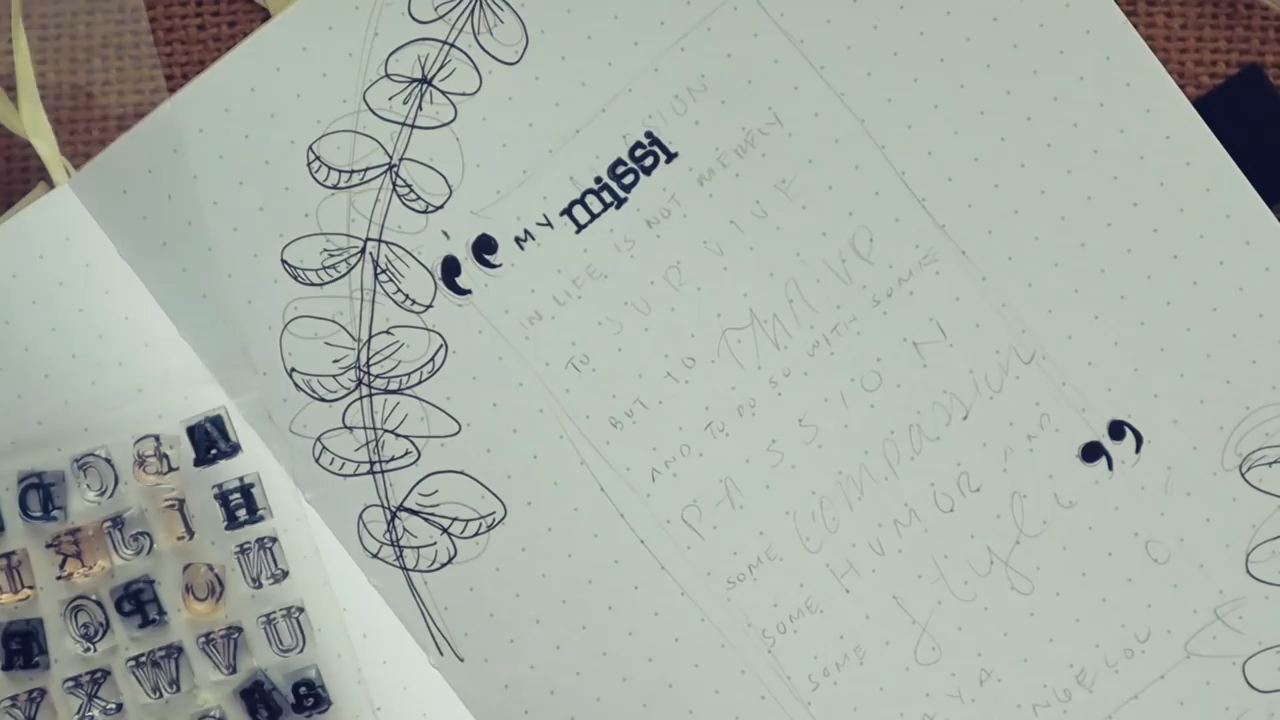 “ MY missi
IN LIFE IS NOT MERELY
TO SURVIVE
BUT TO THRIVE
AND TO DO SO WITH SOME
PASSION
SOME compassion
SOME HUMOR AND
SOME style ”
A
B
C
D
H
I
J
K
N
O
P
Q
R
U
V
W
X
Y